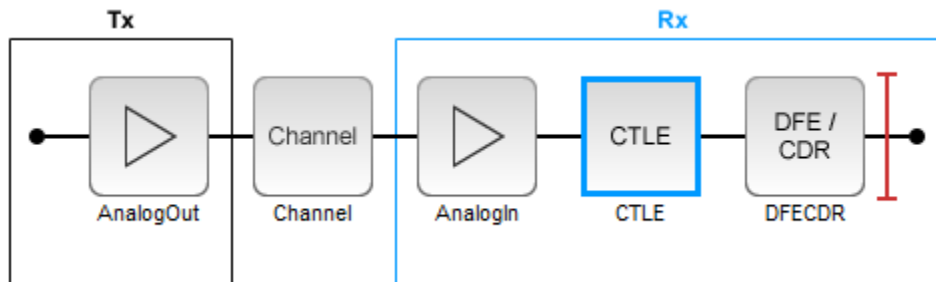 Tx
Rx
Channel
CTLE
DFE /
CDR
AnalogOut
Channel
AnalogIn
CTLE
DFECDR